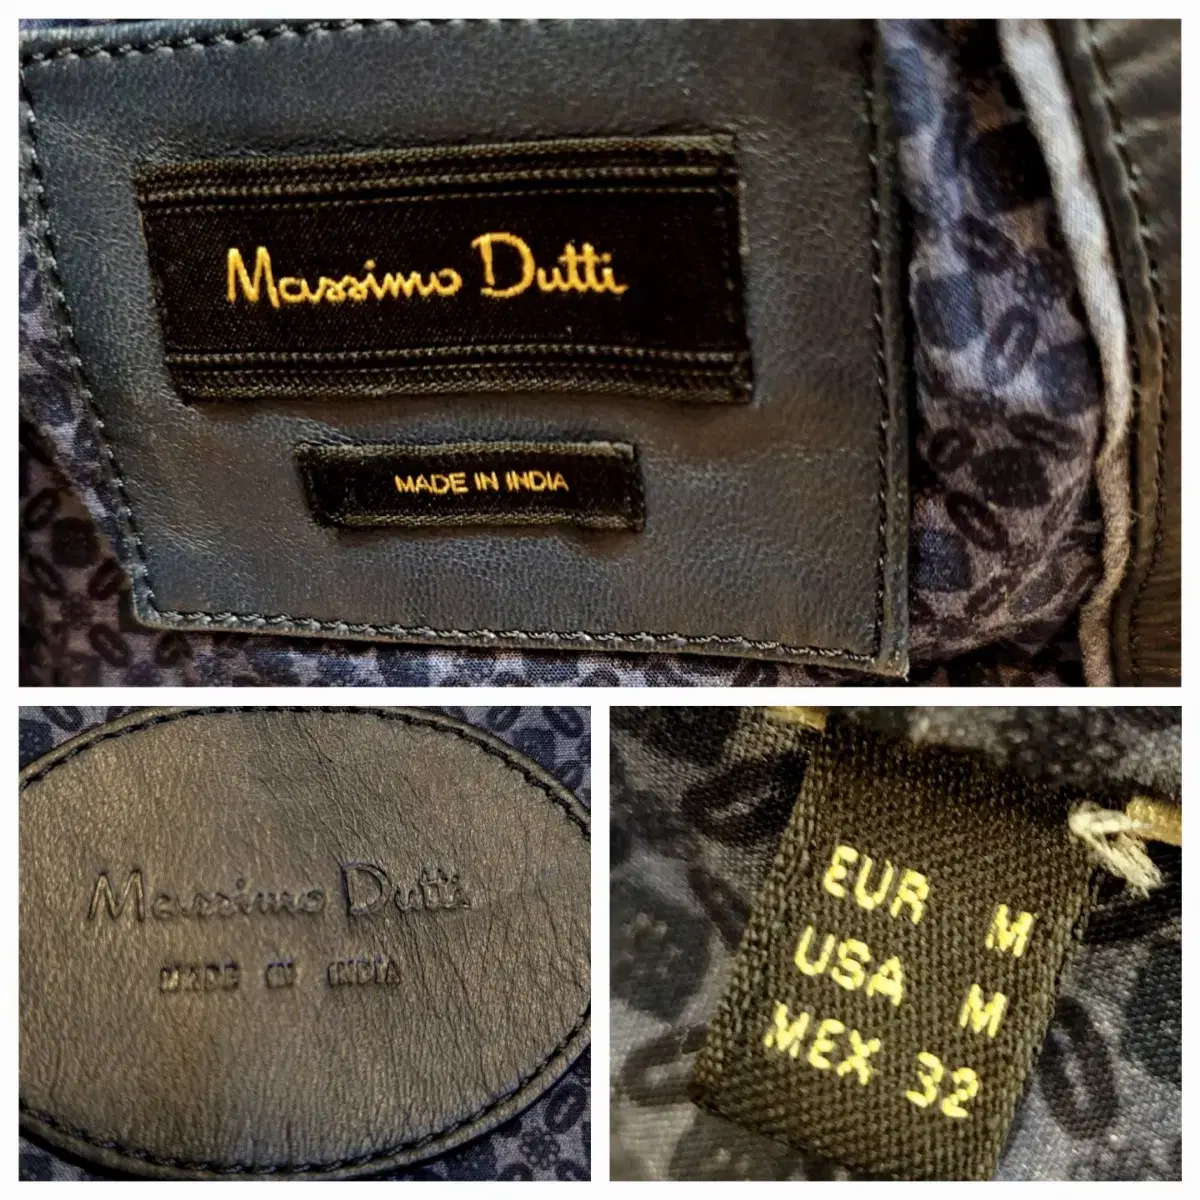 Massimo Dutti
MADE IN INDIA
Massimo Dutti
MADE IN INDIA
EUR M
USA M
MEX 32